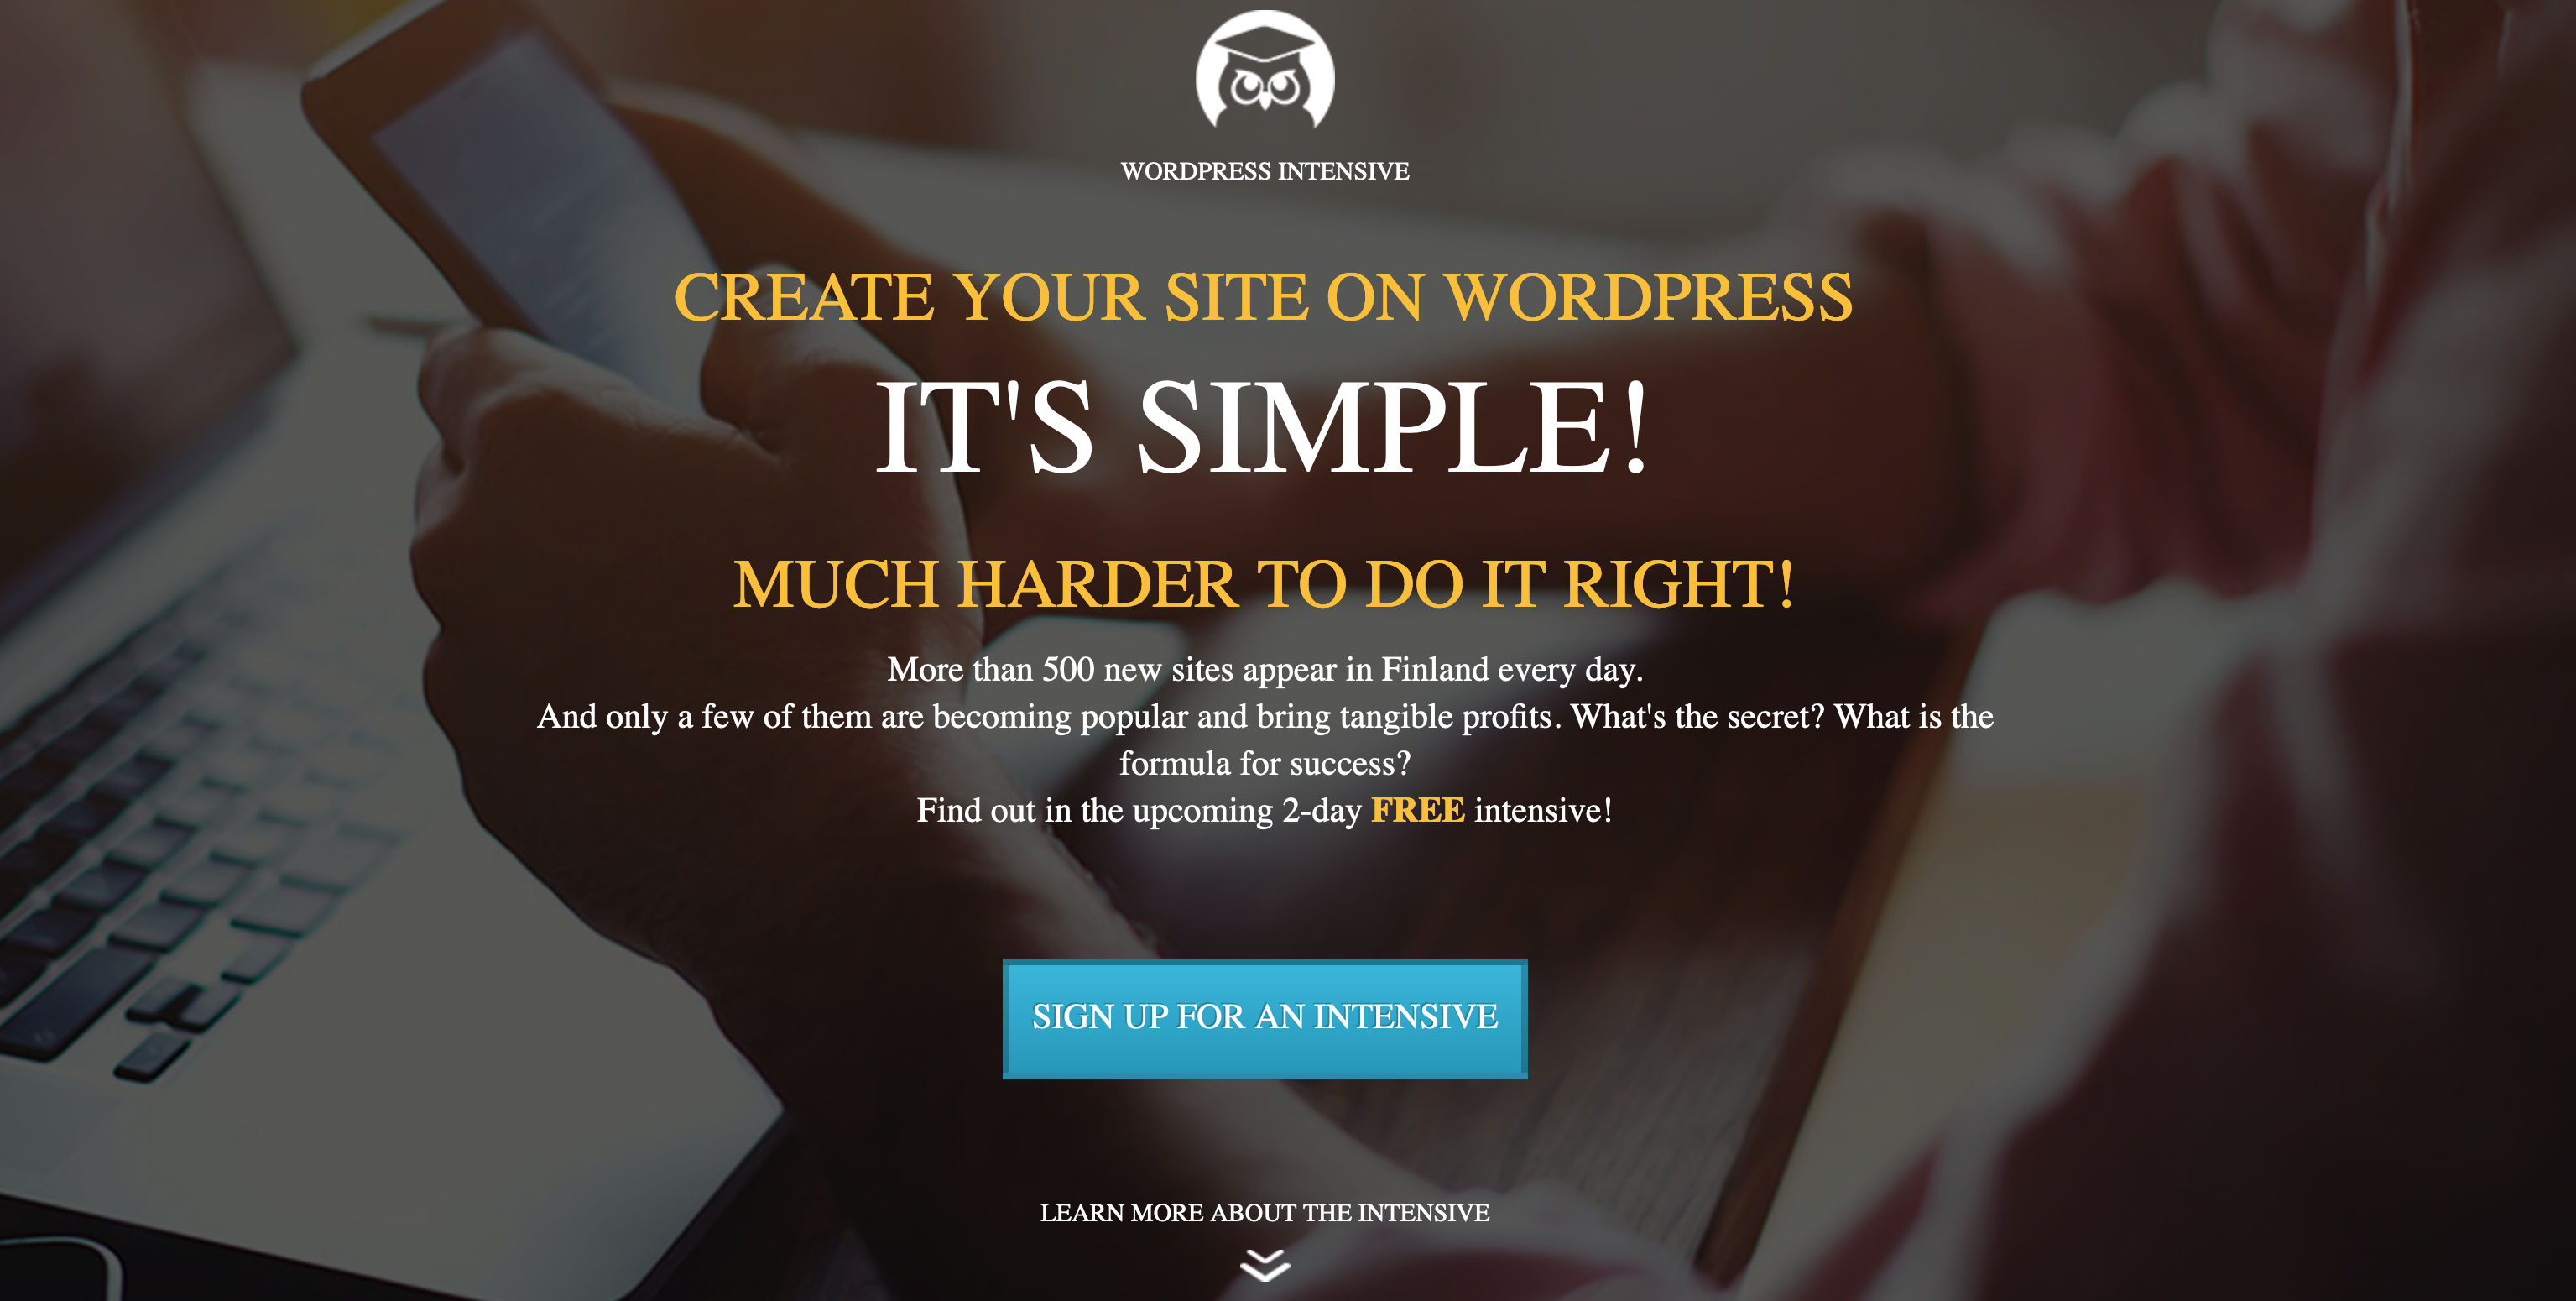 WORDPRESS INTENSIVE
CREATE YOUR SITE ON WORDPRESS
IT'S SIMPLE!
MUCH HARDER TO DO IT RIGHT!
More than 500 new sites appear in Finland every day.
And only a few of them are becoming popular and bring tangible profits. What's the secret? What is the
formula for success?
Find out in the upcoming 2-day FREE intensive!
SIGN UP FOR AN INTENSIVE
LEARN MORE ABOUT THE INTENSIVE